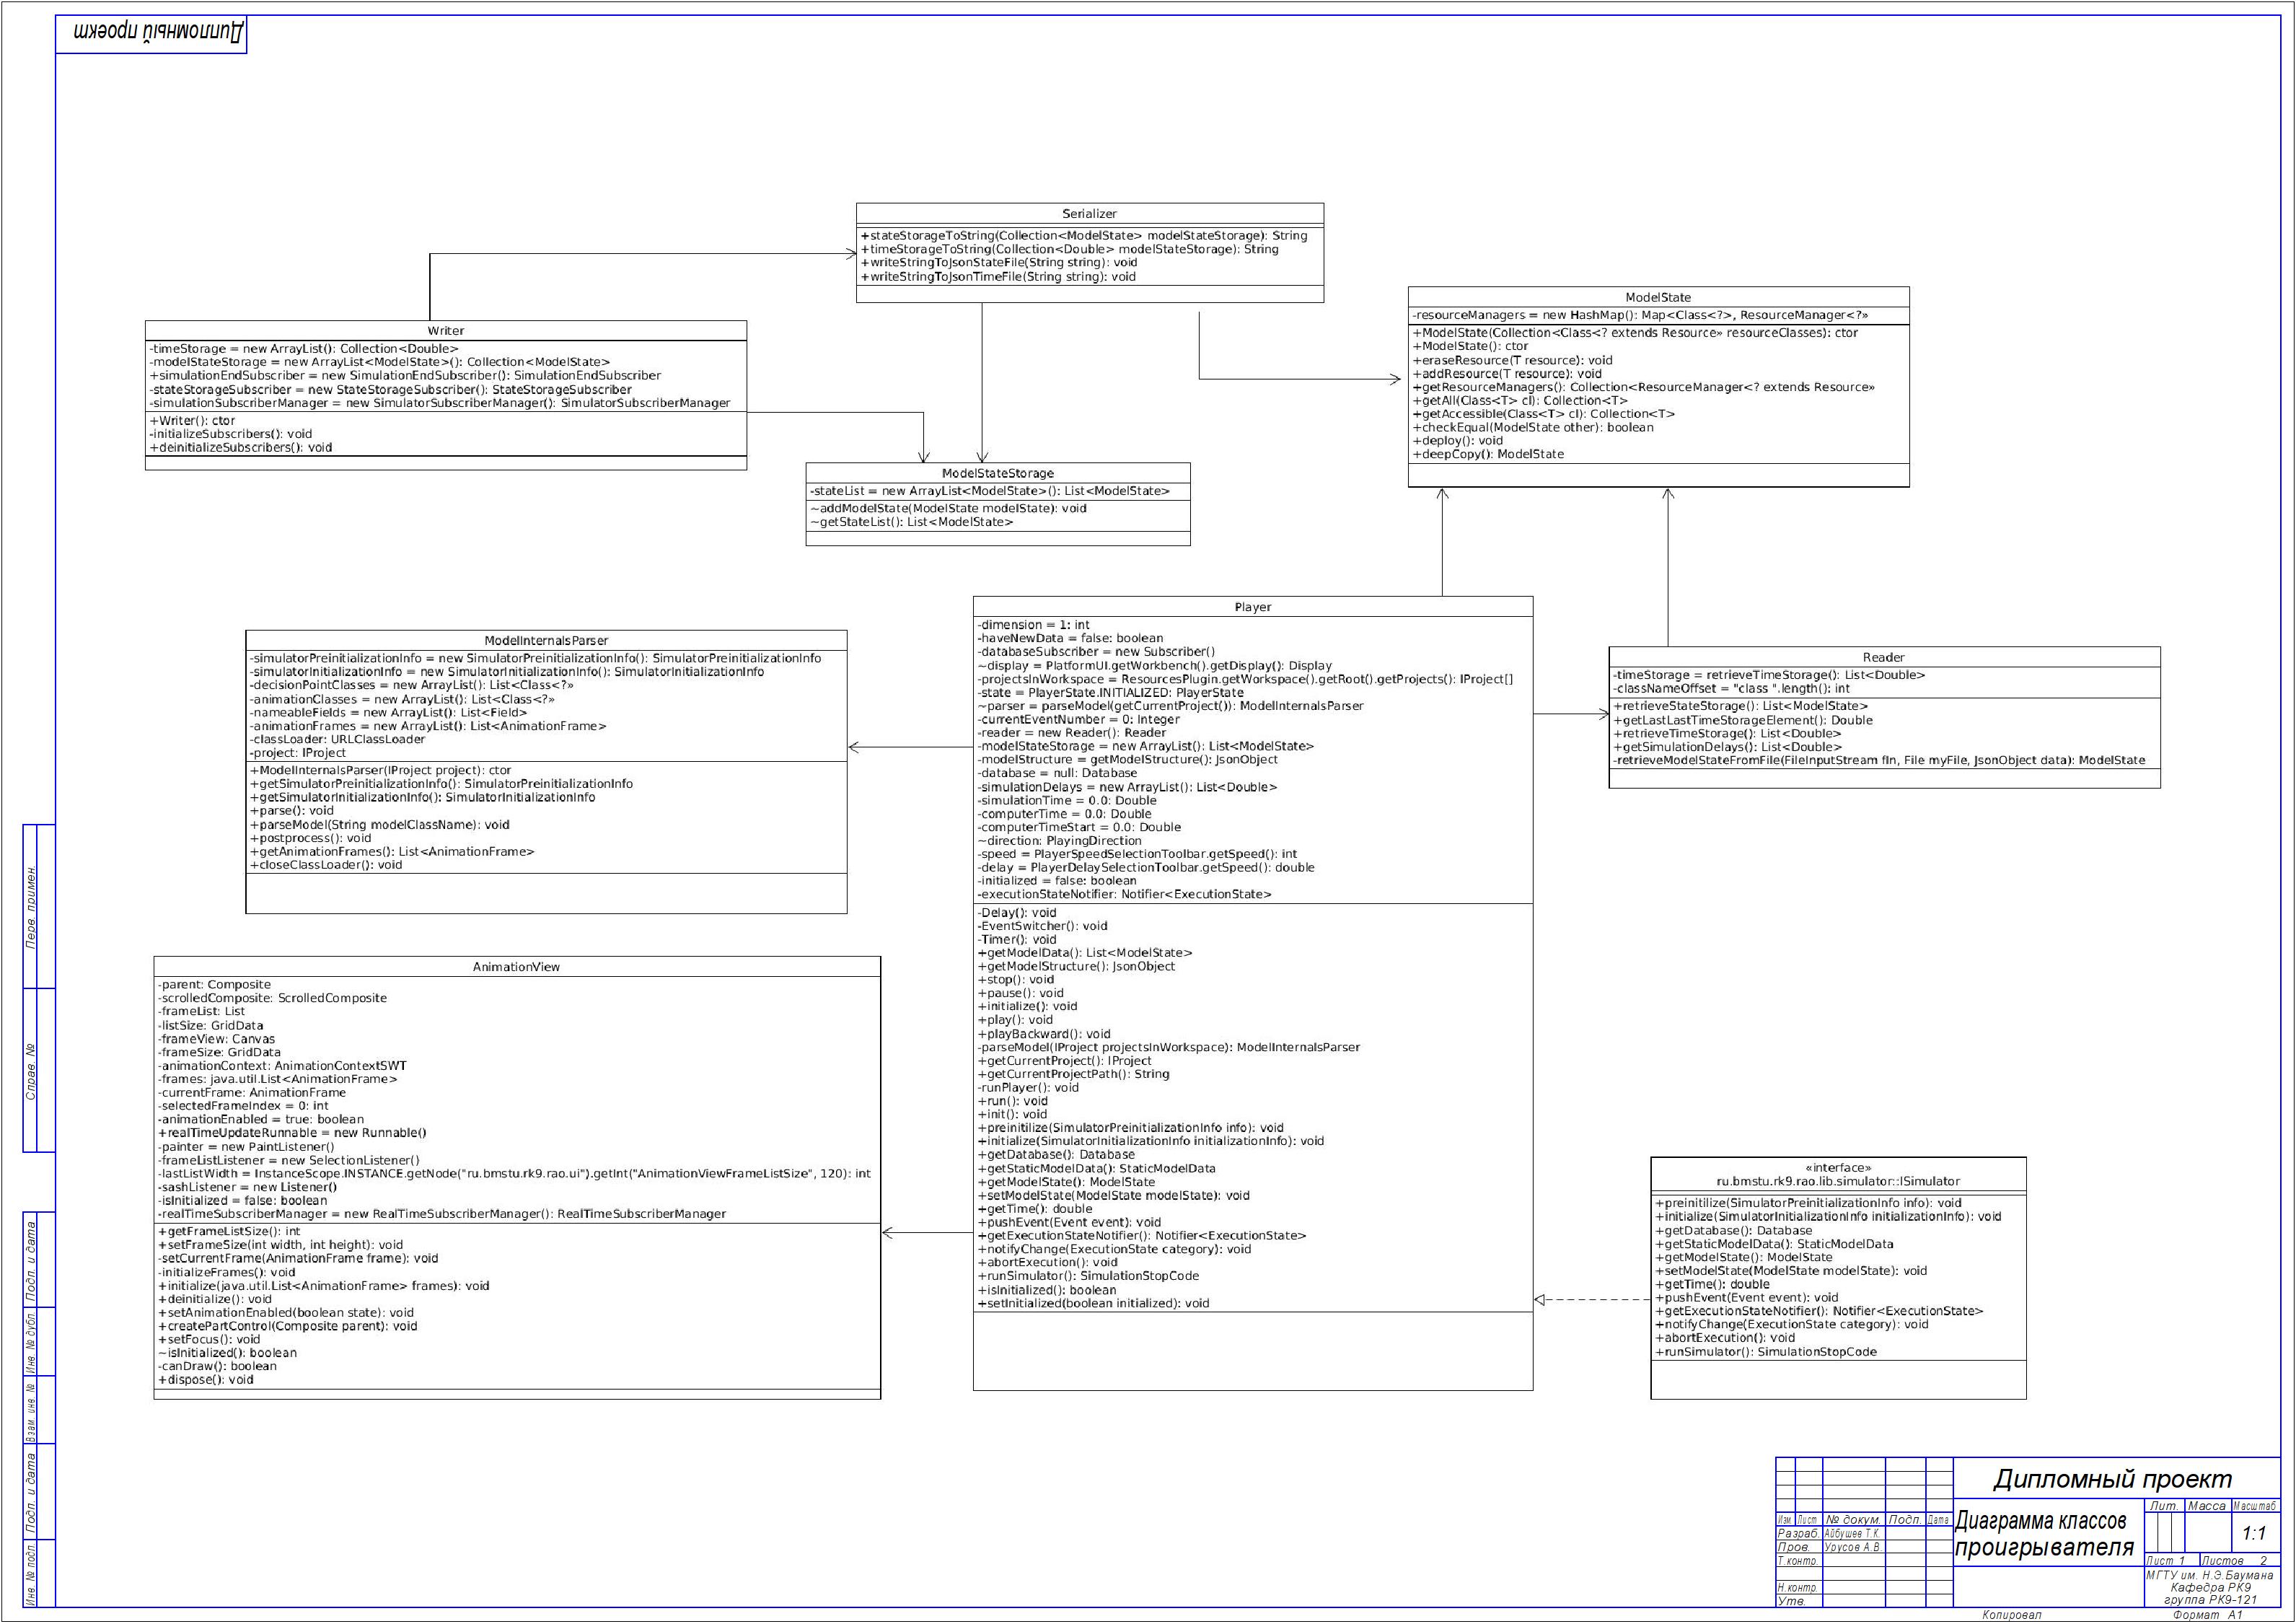 Дипломный проект
Serializer
+stateStorageToString(Collection<ModelState> modelStateStorage): String
+timeStorageToString(Collection<Double> modelStateStorage): String
+writeStringToJsonStateFile(String string): void
+writeStringToJsonTimeFile(String string): void
ModelState
-resourceManagers = new HashMap(): Map<Class<?>, ResourceManager<?»
+ModelState(Collection<Class<? extends Resource» resourceClasses): ctor
+ModelState(): ctor
+eraseResource(T resource): void
+addResource(T resource): void
+getResourceManagers(): Collection<ResourceManager<? extends Resource»
+getAll(Class<T> cl): Collection<T>
+getAccessible(Class<T> cl): Collection<T>
+checkEqual(ModelState other): boolean
+deploy(): void
+deepCopy(): ModelState
Writer
-timeStorage = new ArrayList(): Collection<Double>
-modelStateStorage = new ArrayList<ModelState>(): Collection<ModelState>
+simulationEndSubscriber = new SimulationEndSubscriber(): SimulationEndSubscriber
-stateStorageSubscriber = new StateStorageSubscriber(): StateStorageSubscriber
-simulationSubscriberManager = new SimulatorSubscriberManager(): SimulatorSubscriberManager
+Writer(): ctor
-initializeSubscribers(): void
+deinitializeSubscribers(): void
ModelStateStorage
-stateList = new ArrayList<ModelState>(): List<ModelState>
~addModelState(ModelState modelState): void
~getStateList(): List<ModelState>
ModelInternalsParser
-simulatorPreinitializationInfo = new SimulatorPreinitializationInfo(): SimulatorPreinitializationInfo
-simulatorInitializationInfo = new SimulatorInitializationInfo(): SimulatorInitializationInfo
-decisionPointClasses = new ArrayList(): List<Class<?»
-animationClasses = new ArrayList(): List<Class<?»
-nameableFields = new ArrayList(): List<Field>
-animationFrames = new ArrayList(): List<AnimationFrame>
-classLoader: URLClassLoader
-project: IProject
+ModelInternalsParser(IProject project): ctor
+getSimulatorPreinitializationInfo(): SimulatorPreinitializationInfo
+getSimulatorInitializationInfo(): SimulatorInitializationInfo
+parse(): void
+parseModel(String modelClassName): void
+postprocess(): void
+getAnimationFrames(): List<AnimationFrame>
+closeClassLoader(): void
Player
-dimension = 1: int
-haveNewData = false: boolean
-databaseSubscriber = new Subscriber()
~display = PlatformUI.getWorkbench().getDisplay(): Display
-projectsInWorkspace = ResourcesPlugin.getWorkspace().getRoot().getProjects(): IProject[]
-state = PlayerState.INITIALIZED: PlayerState
~parser = parseModel(getCurrentProject()): ModelInternalsParser
-currentEventNumber = 0: Integer
-reader = new Reader(): Reader
-modelStateStorage = new ArrayList(): List<ModelState>
-modelStructure = getModelStructure(): JsonObject
-database = null: Database
-simulationDelays = new ArrayList(): List<Double>
-simulationTime = 0.0: Double
-computerTime = 0.0: Double
-computerTimeStart = 0.0: Double
~direction: PlayingDirection
-speed = PlayerSpeedSelectionToolbar.getSpeed(): int
-delay = PlayerDelaySelectionToolbar.getSpeed(): double
-initialized = false: boolean
-executionStateNotifier: Notifier<ExecutionState>
-Delay(): void
-EventSwitcher(): void
-Timer(): void
+getModelData(): List<ModelState>
+getModelStructure(): JsonObject
+stop(): void
+pause(): void
+initialize(): void
+play(): void
+playBackward(): void
-parseModel(IProject projectsInWorkspace): ModelInternalsParser
+getCurrentProject(): IProject
+getCurrentProjectPath(): String
-runPlayer(): void
+run(): void
+init(): void
+preinitilize(SimulatorPreinitializationInfo info): void
+initialize(SimulatorInitializationInfo initializationInfo): void
+getDatabase(): Database
+getStaticModelData(): StaticModelData
+getModelState(): ModelState
+setModelState(ModelState modelState): void
+getTime(): double
+pushEvent(Event event): void
+getExecutionStateNotifier(): Notifier<ExecutionState>
+notifyChange(ExecutionState category): void
+abortExecution(): void
+runSimulator(): SimulationStopCode
+isInitialized(): boolean
+setInitialized(boolean initialized): void
Reader
-timeStorage = retrieveTimeStorage(): List<Double>
-classNameOffset = "class ".length(): int
+retrieveStateStorage(): List<ModelState>
+getLastLastTimeStorageElement(): Double
+retrieveTimeStorage(): List<Double>
+getSimulationDelays(): List<Double>
-retrieveModelStateFromFile(FileInputStream fIn, File myFile, JsonObject data): ModelState
AnimationView
-parent: Composite
-scrolledComposite: ScrolledComposite
-frameList: List
-listSize: GridData
-frameView: Canvas
-frameSize: GridData
-animationContext: AnimationContextSWT
-frames: java.util.List<AnimationFrame>
-currentFrame: AnimationFrame
-selectedFrameIndex = 0: int
-animationEnabled = true: boolean
+realTimeUpdateRunnable = new Runnable()
-painter = new PaintListener()
-frameListListener = new SelectionListener()
-lastListWidth = InstanceScope.INSTANCE.getNode("ru.bmstu.rk9.rao.ui").getInt("AnimationViewFrameListSize", 120): int
-sashListener = new Listener()
-isInitialized = false: boolean
-realTimeSubscriberManager = new RealTimeSubscriberManager(): RealTimeSubscriberManager
+getFrameListSize(): int
+setFrameSize(int width, int height): void
-setCurrentFrame(AnimationFrame frame): void
-initializeFrames(): void
+initialize(java.util.List<AnimationFrame> frames): void
+deinitialize(): void
+setAnimationEnabled(boolean state): void
+createPartControl(Composite parent): void
+setFocus(): void
~isInitialized(): boolean
-canDraw(): boolean
+dispose(): void
«interface»
ru.bmstu.rk9.rao.lib.simulator::ISimulator
+preinitilize(SimulatorPreinitializationInfo info): void
+initialize(SimulatorInitializationInfo initializationInfo): void
+getDatabase(): Database
+getStaticModelData(): StaticModelData
+getModelState(): ModelState
+setModelState(ModelState modelState): void
+getTime(): double
+pushEvent(Event event): void
+getExecutionStateNotifier(): Notifier<ExecutionState>
+notifyChange(ExecutionState category): void
+abortExecution(): void
+runSimulator(): SimulationStopCode
Перв. примен.
Справ. №
Подп. и дата
Инв. № дубл.
Взам. инв. №
Подп. и дата
Инв. № подп.
Дипломный проект
Диаграмма классов
проигрывателя
Лит. Масса Масштаб
1:1
Лист 1 Листов 2
МГТУ им. Н.Э.Баумана
Кафедра РК9
группа РК9-121
Изм. Лист № докум. Подп. Дата
Разраб. Айбушев Т.К.
Пров. Урусов А.В.
Т.контр.
Н.контр.
Утв.
Копировал Формат А1